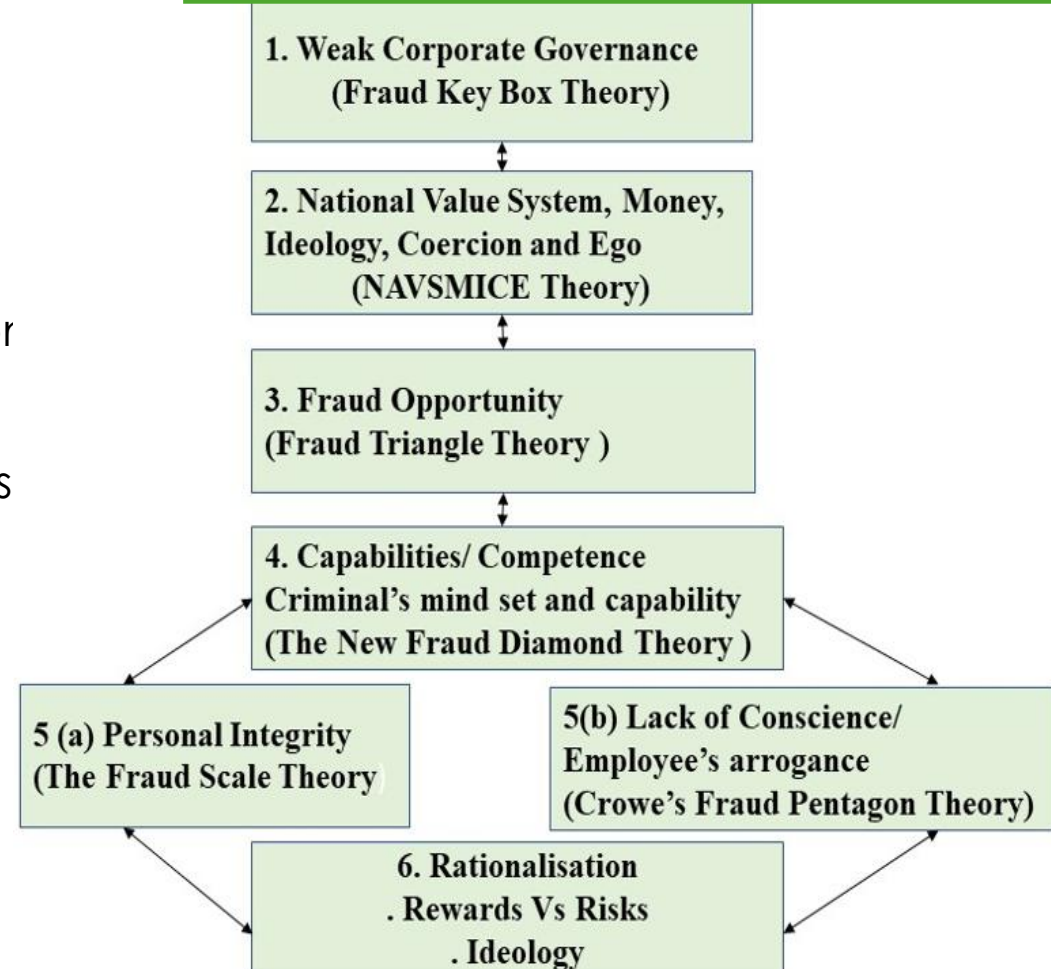 1. Weak Corporate Governance
(Fraud Key Box Theory)
2. National Value System, Money,
Ideology, Coercion and Ego
(NAVSMICE Theory)
r
3. Fraud Opportunity
(Fraud Triangle Theory )
s
4. Capabilities/ Competence
Criminal's mind set and capability
(The New Fraud Diamond Theory )
5 (a) Personal Integrity
(The Fraud Scale Theory)
5(b) Lack of Conscience/
Employee's arrogance
(Crowe's Fraud Pentagon Theory)
6. Rationalisation
. Rewards Vs Risks
. Ideology